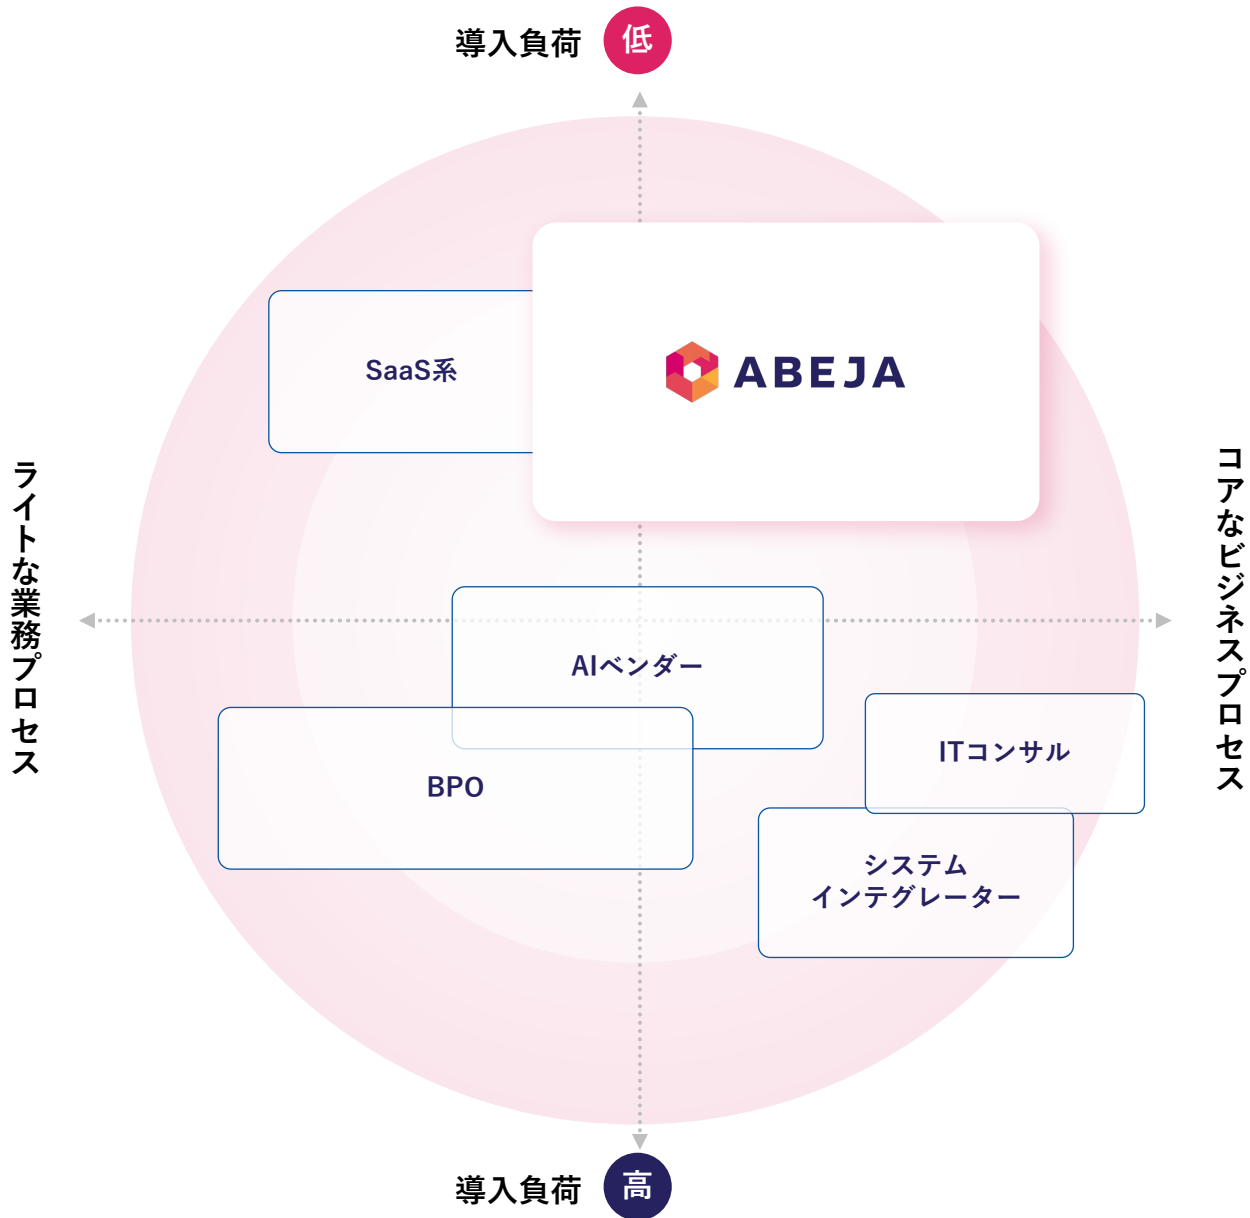 導入負荷 低
SaaS系
ABEJA
ライトな業務プロセス
コアなビジネスプロセス
AIベンダー
ITコンサル
BPO
システム
インテグレーター
導入負荷 高